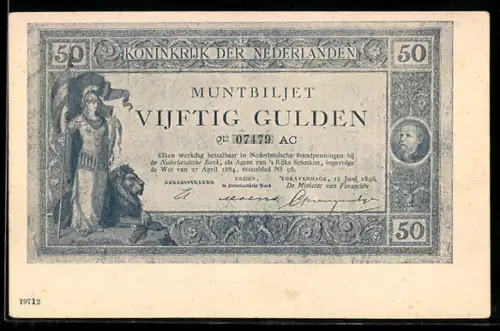 50 KONINKRIJK DER NEDERLANDEN 50
MUNTBILJET
VIJFTIG GULDEN
07479 AC
Elken werkdag betaalbaar in Nederlandsche Standpenningen bij
de Nederlandsche Bank, als Agent van 's Rijks Schatkist, ingevolge
de Wet van 27 April 1884, staatsblad No 98.
GEREGISTREERD
'SGRAVENHAGE, 15 Juni 1896.
De Minister van Financiën
50
19712